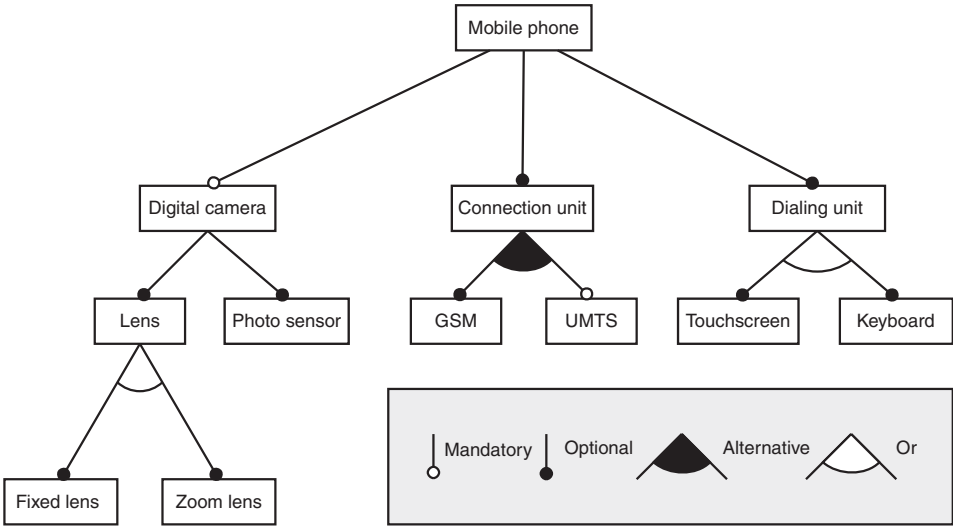 Mobile phone
Digital camera
Connection unit
Dialing unit
Lens
Photo sensor
GSM
UMTS
Touchscreen
Keyboard
Fixed lens
Zoom lens
Mandatory
Optional
Alternative
Or